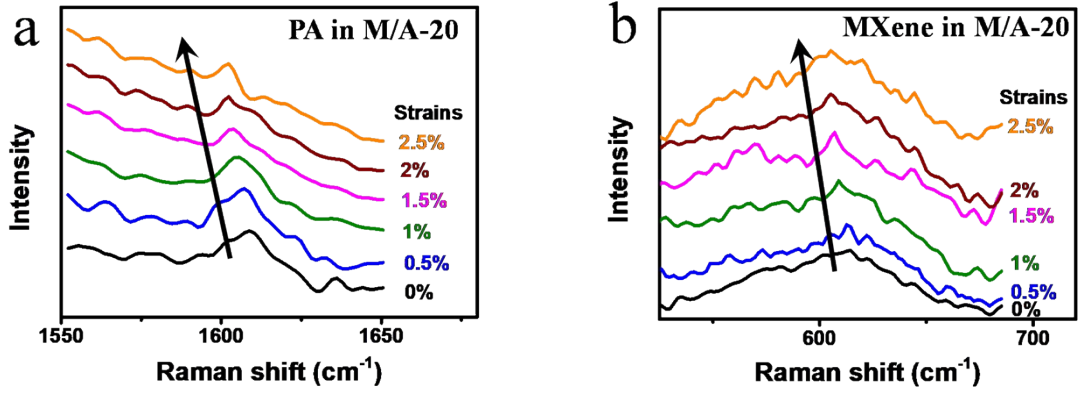 a
PA in M/A-20
Strains
2.5%
2%
1.5%
1%
0.5%
0%
Intensity
1550
1600
1650
Raman shift (cm⁻¹)
b
MXene in M/A-20
Strains
2.5%
2%
1.5%
1%
0.5%
0%
Intensity
600
700
Raman shift (cm⁻¹)